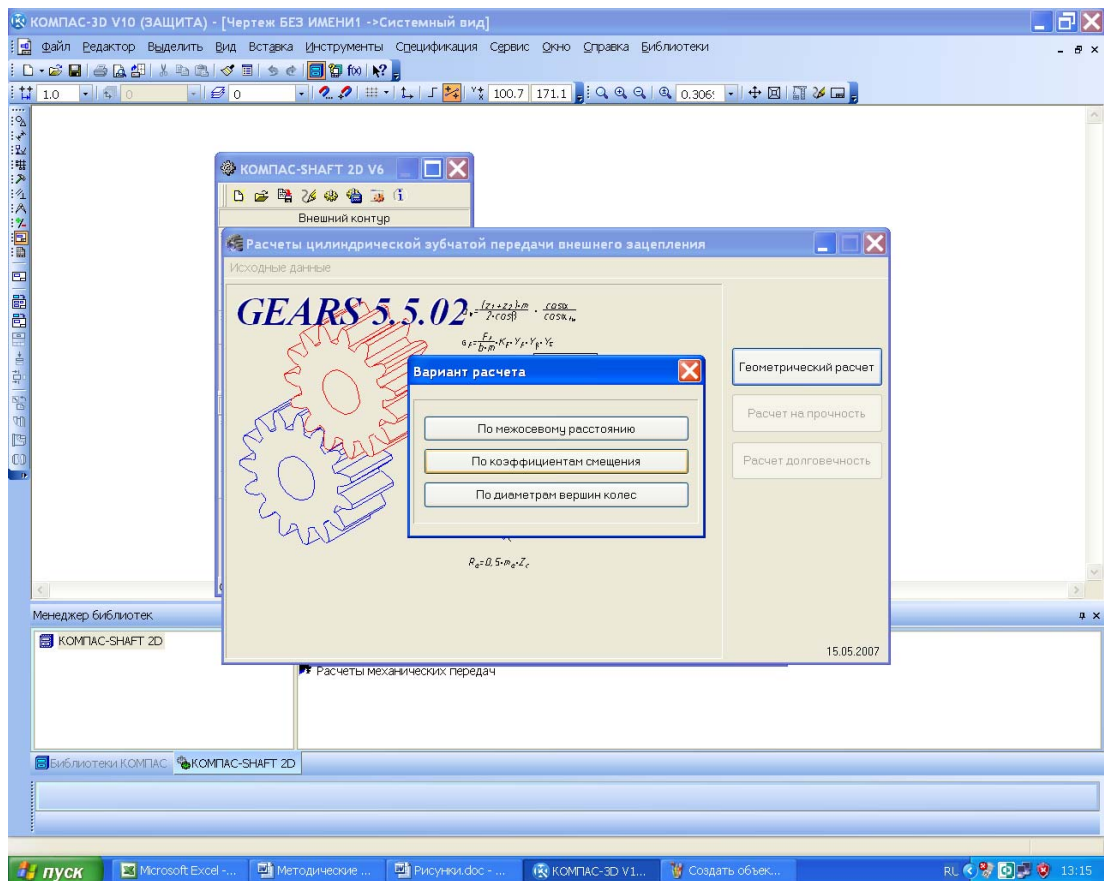 КОМПАС-3D V10 (ЗАЩИТА) - [Чертеж БЕЗ ИМЕНИ1 ->Системный вид]
Файл Редактор Выделить Вид Вставка Инструменты Спецификация Сервис Окно Справка Библиотеки
1.0 0 0 100.7 171.1 0.306
КОМПАС-SHAFT 2D V6
Внешний контур
Расчеты цилиндрической зубчатой передачи внешнего зацепления
Исходные данные
GEARS 5.5.02
Вариант расчета
По межосевому расстоянию
По коэффициентам смещения
По диаметрам вершин колес
Геометрический расчет
Расчет на прочность
Расчет долговечность
15.05.2007
Менеджер библиотек
КОМПАС-SHAFT 2D
Расчеты механических передач
Библиотеки КОМПАС КОМПАС-SHAFT 2D
пуск Microsoft Excel -... Методические ... Рисунки.doc - ... КОМПАС-3D V1... Создать объек... RU 13:15